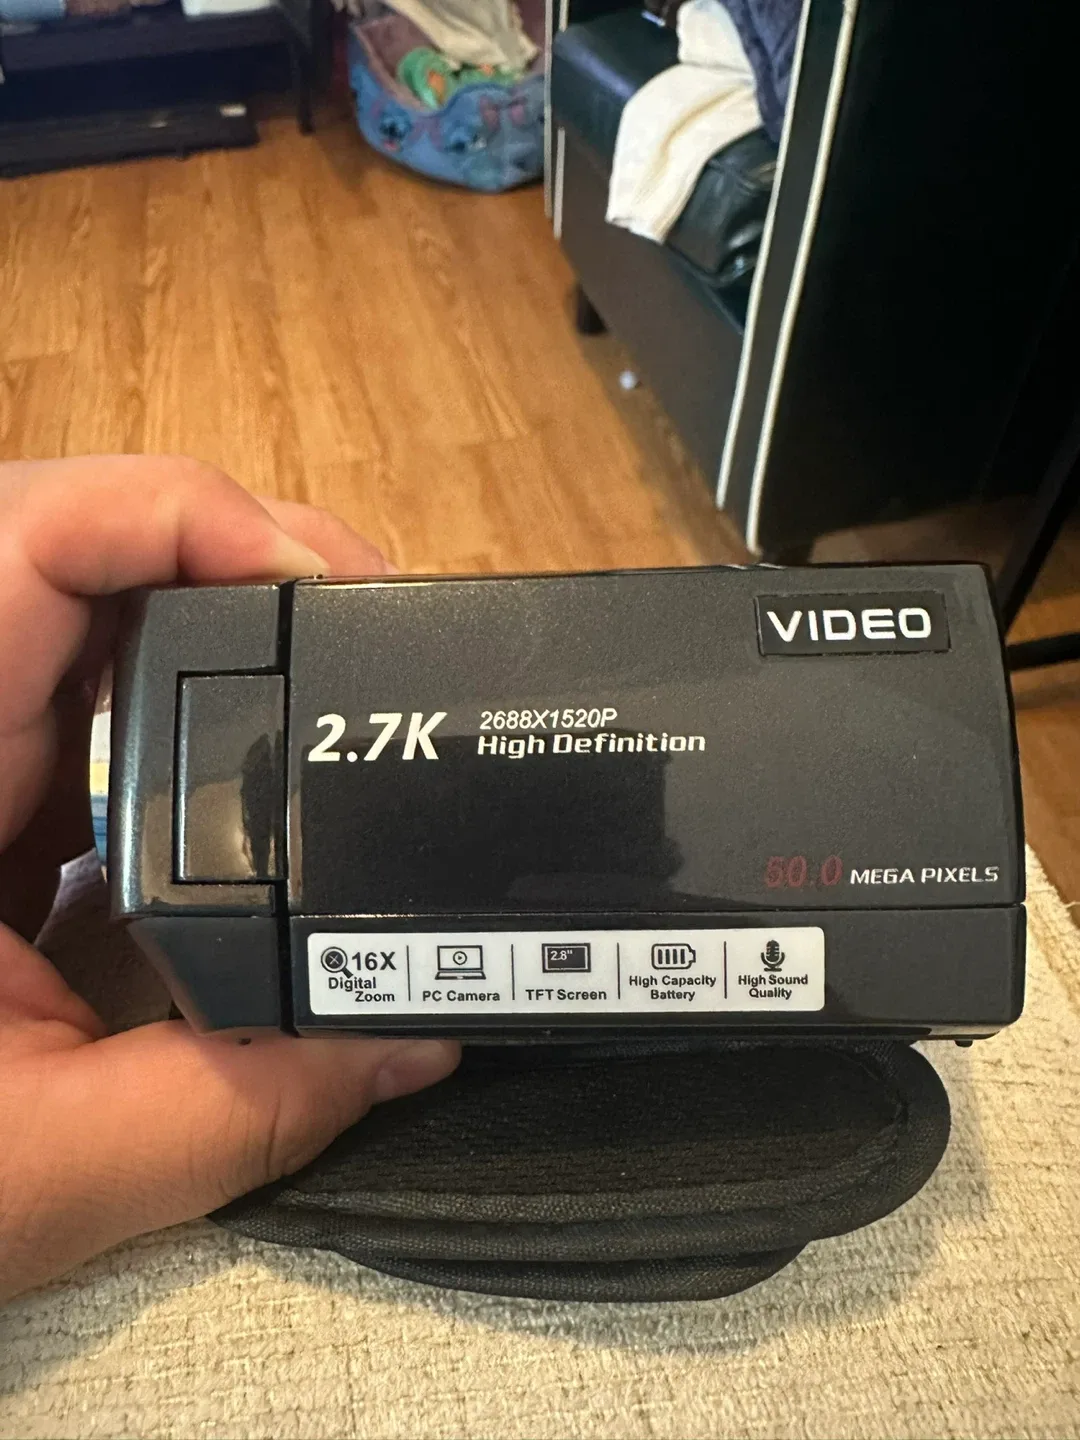 VIDEO
2.7K
2688X1520P
High Definition
60.0 MEGA PIXELS
16X
Digital
Zoom
PC Camera
2.8"
TFT Screen
High Capacity
Battery
High Sound
Quality